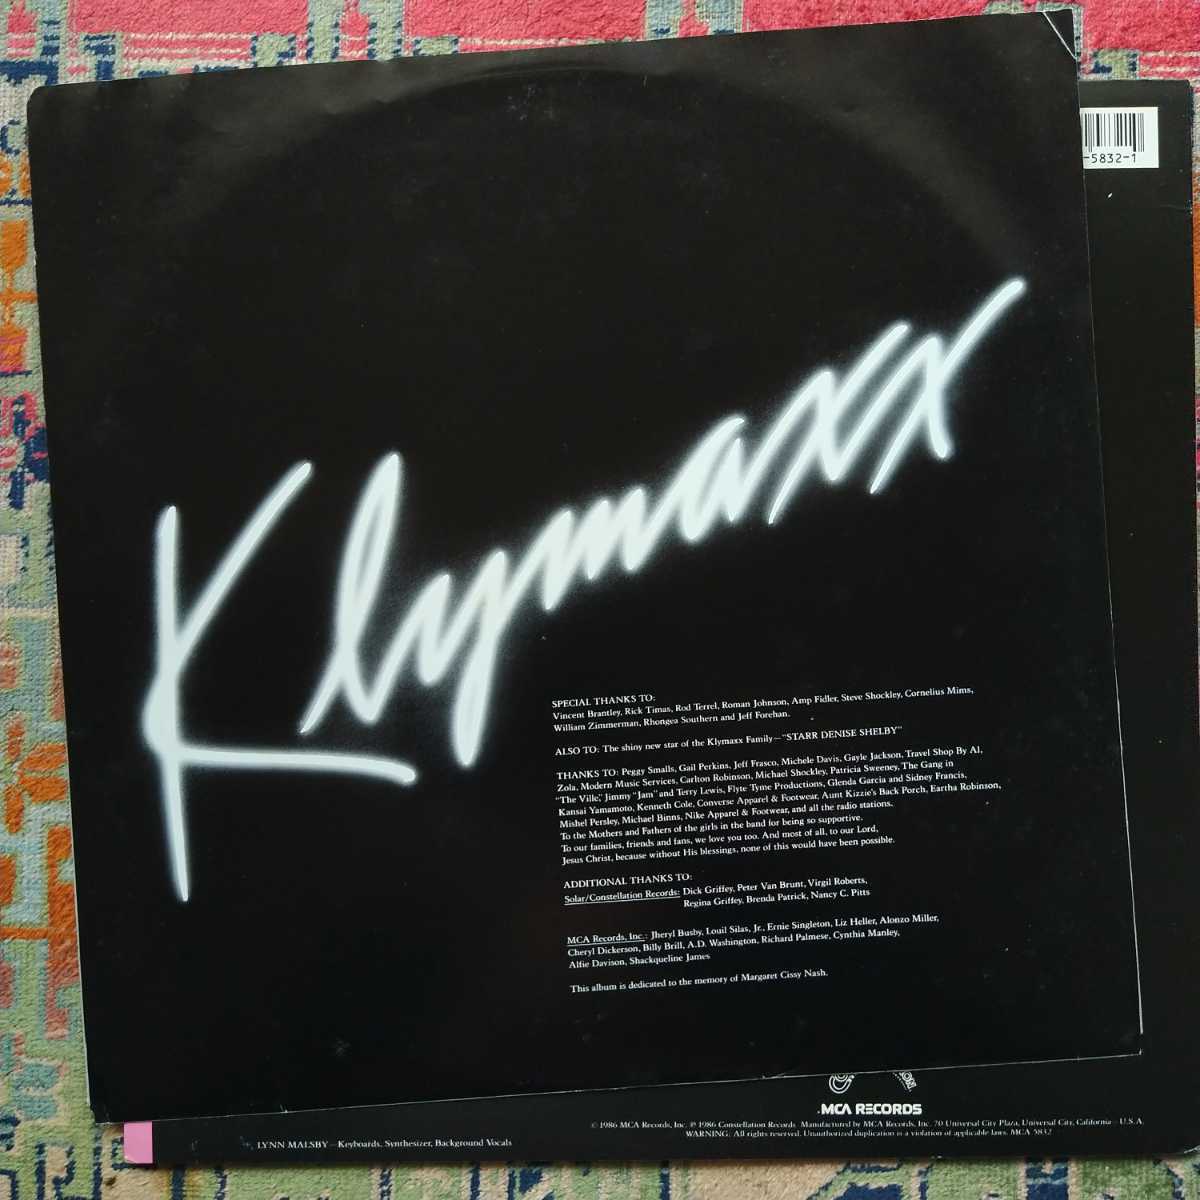 -5832-1
Klymaxx
SPECIAL THANKS TO:
Vincent Brantley, Rick Timas, Rod Terrel, Roman Johnson, Amp Fidler, Steve Shockley, Cornelius Mims,
William Zimmerman, Rhongea Southern and Jeff Forehan.
ALSO TO: The shiny new star of the Klymaxx Family—"STARR DENISE SHELBY"
THANKS TO: Peggy Smalls, Gail Perkins, Jeff Frasco, Michele Davis, Gayle Jackson, Travel Shop By Al,
Zola, Modern Music Services, Carlton Robinson, Michael Shockley, Patricia Sweeney, The Gang in
"The Ville," Jimmy "Jam" and Terry Lewis, Flyte Tyme Productions, Glenda Garcia and Sidney Francis,
Kansai Yamamoto, Kenneth Cole, Converse Apparel & Footwear, Aunt Kizzie's Back Porch, Eartha Robinson,
Mishel Persley, Michael Binns, Nike Apparel & Footwear, and all the radio stations.
To the Mothers and Fathers of the girls in the band for being so supportive.
To our families, friends and fans, we love you too. And most of all, to our Lord,
Jesus Christ, because without His blessings, none of this would have been possible.
ADDITIONAL THANKS TO:
Solar/Constellation Records: Dick Griffey, Peter Van Brunt, Virgil Roberts,
Regina Griffey, Brenda Patrick, Nancy C. Pitts
MCA Records, Inc.: Jheryl Busby, Louil Silas, Jr., Ernie Singleton, Liz Heller, Alonzo Miller,
Cheryl Dickerson, Billy Brill, A.D. Washington, Richard Palmese, Cynthia Manley,
Alfie Davison, Shackqueline James
This album is dedicated to the memory of Margaret Cissy Nash.
MCA RECORDS
LYNN MALSBY—Keyboards, Synthesizer, Background Vocals
© 1986 MCA Records, Inc. ℗ 1986 Constellation Records. Manufactured by MCA Records, Inc. 70 Universal City Plaza, Universal City, California—U.S.A.
WARNING: All rights reserved. Unauthorized duplication is a violation of applicable laws. MCA 5832